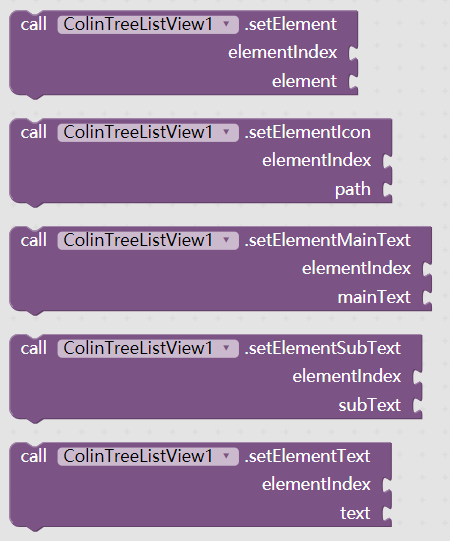 call ColinTreeListView1 .setElement
elementIndex
element
call ColinTreeListView1 .setElementIcon
elementIndex
path
call ColinTreeListView1 .setElementMainText
elementIndex
mainText
call ColinTreeListView1 .setElementSubText
elementIndex
subText
call ColinTreeListView1 .setElementText
elementIndex
text